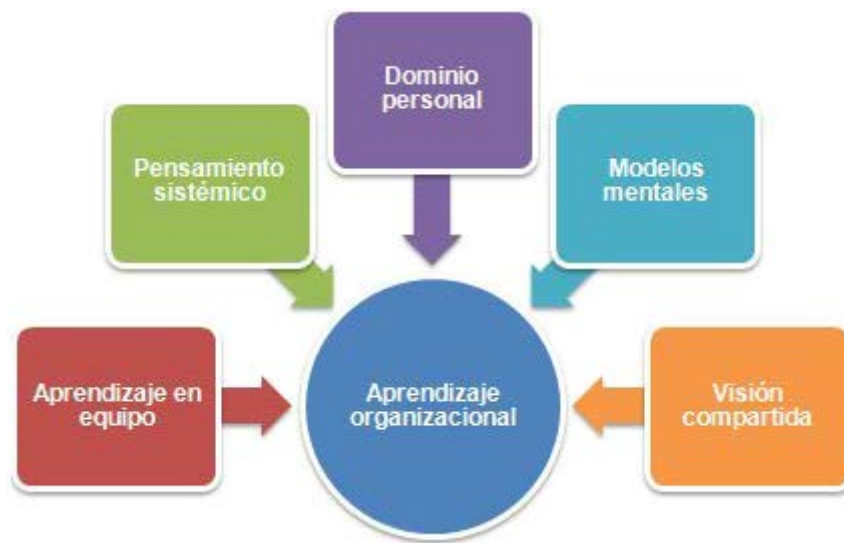 Dominio
personal
Pensamiento
sistémico
Modelos
mentales
Aprendizaje en
equipo
Aprendizaje
organizacional
Visión
compartida